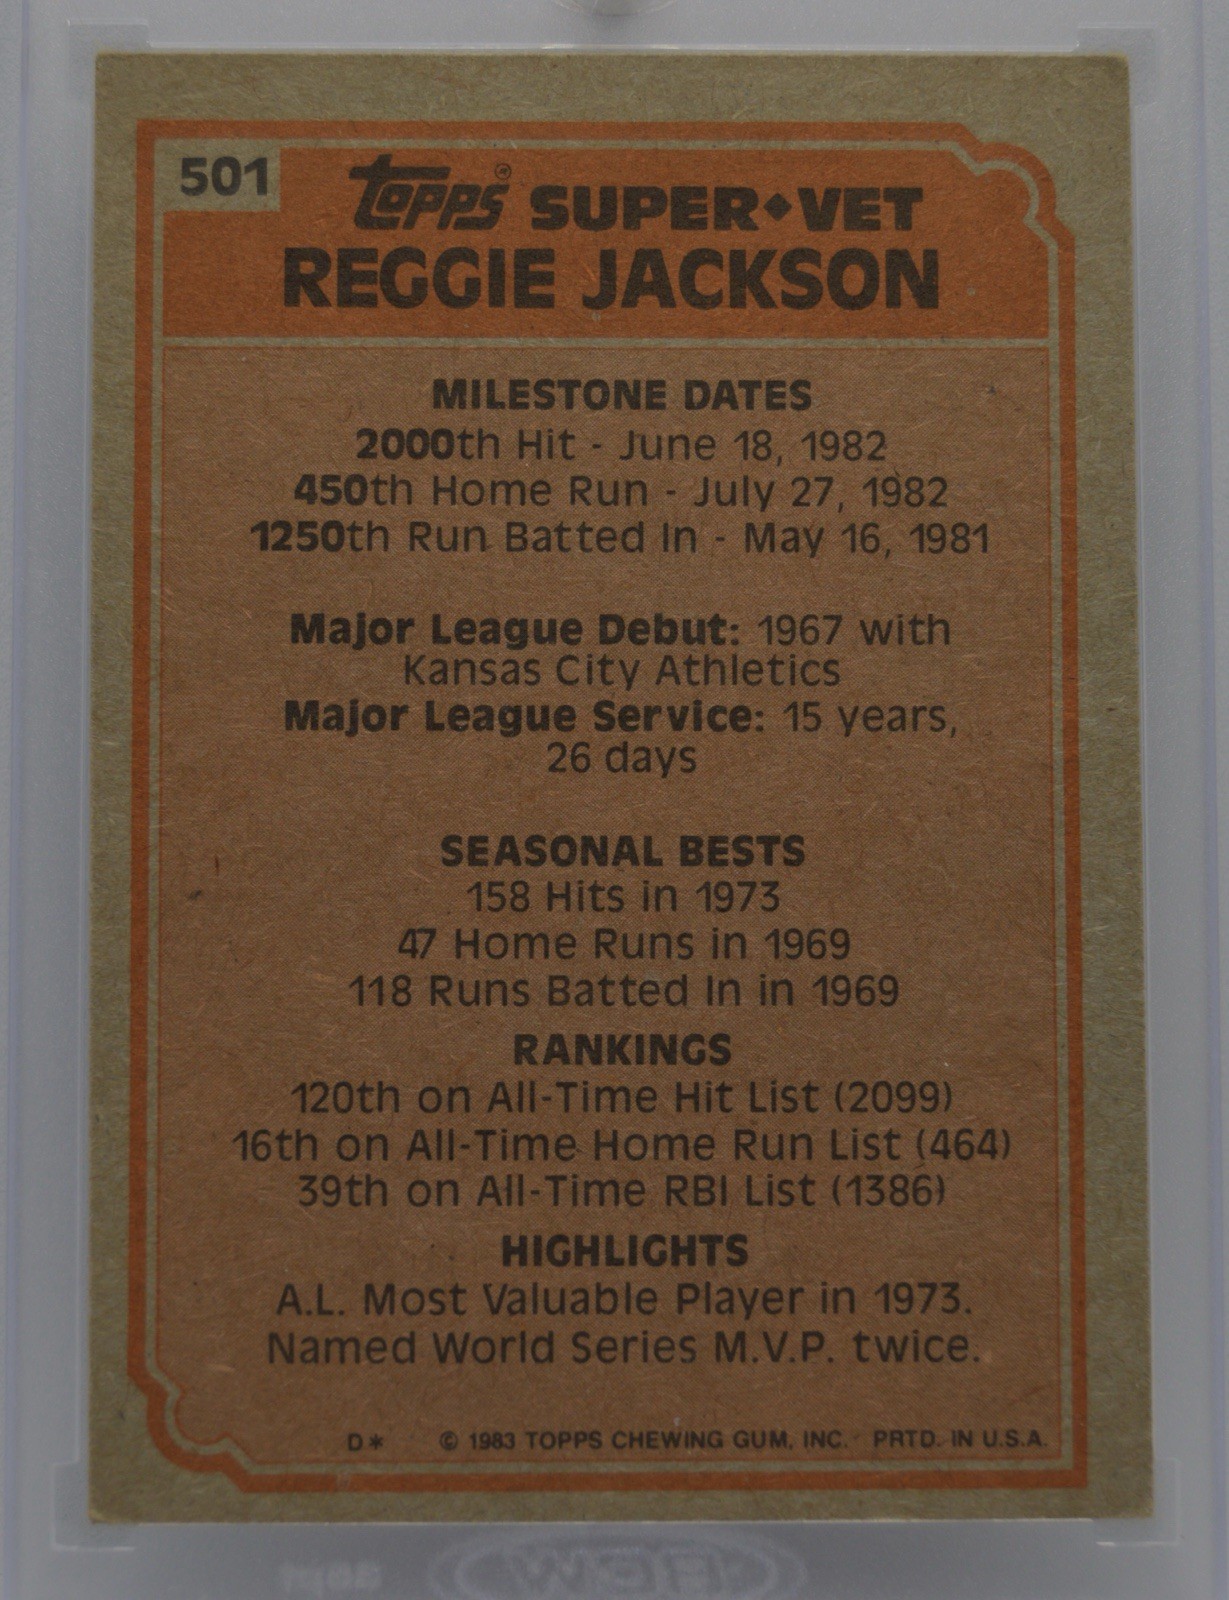 501
Topps® SUPER◆VET
REGGIE JACKSON
MILESTONE DATES
2000th Hit - June 18, 1982
450th Home Run - July 27, 1982
1250th Run Batted In - May 16, 1981
Major League Debut: 1967 with
Kansas City Athletics
Major League Service: 15 years,
26 days
SEASONAL BESTS
158 Hits in 1973
47 Home Runs in 1969
118 Runs Batted In in 1969
RANKINGS
120th on All-Time Hit List (2099)
16th on All-Time Home Run List (464)
39th on All-Time RBI List (1386)
HIGHLIGHTS
A.L. Most Valuable Player in 1973.
Named World Series M.V.P. twice.
D* © 1983 TOPPS CHEWING GUM, INC. PRTD. IN U.S.A.